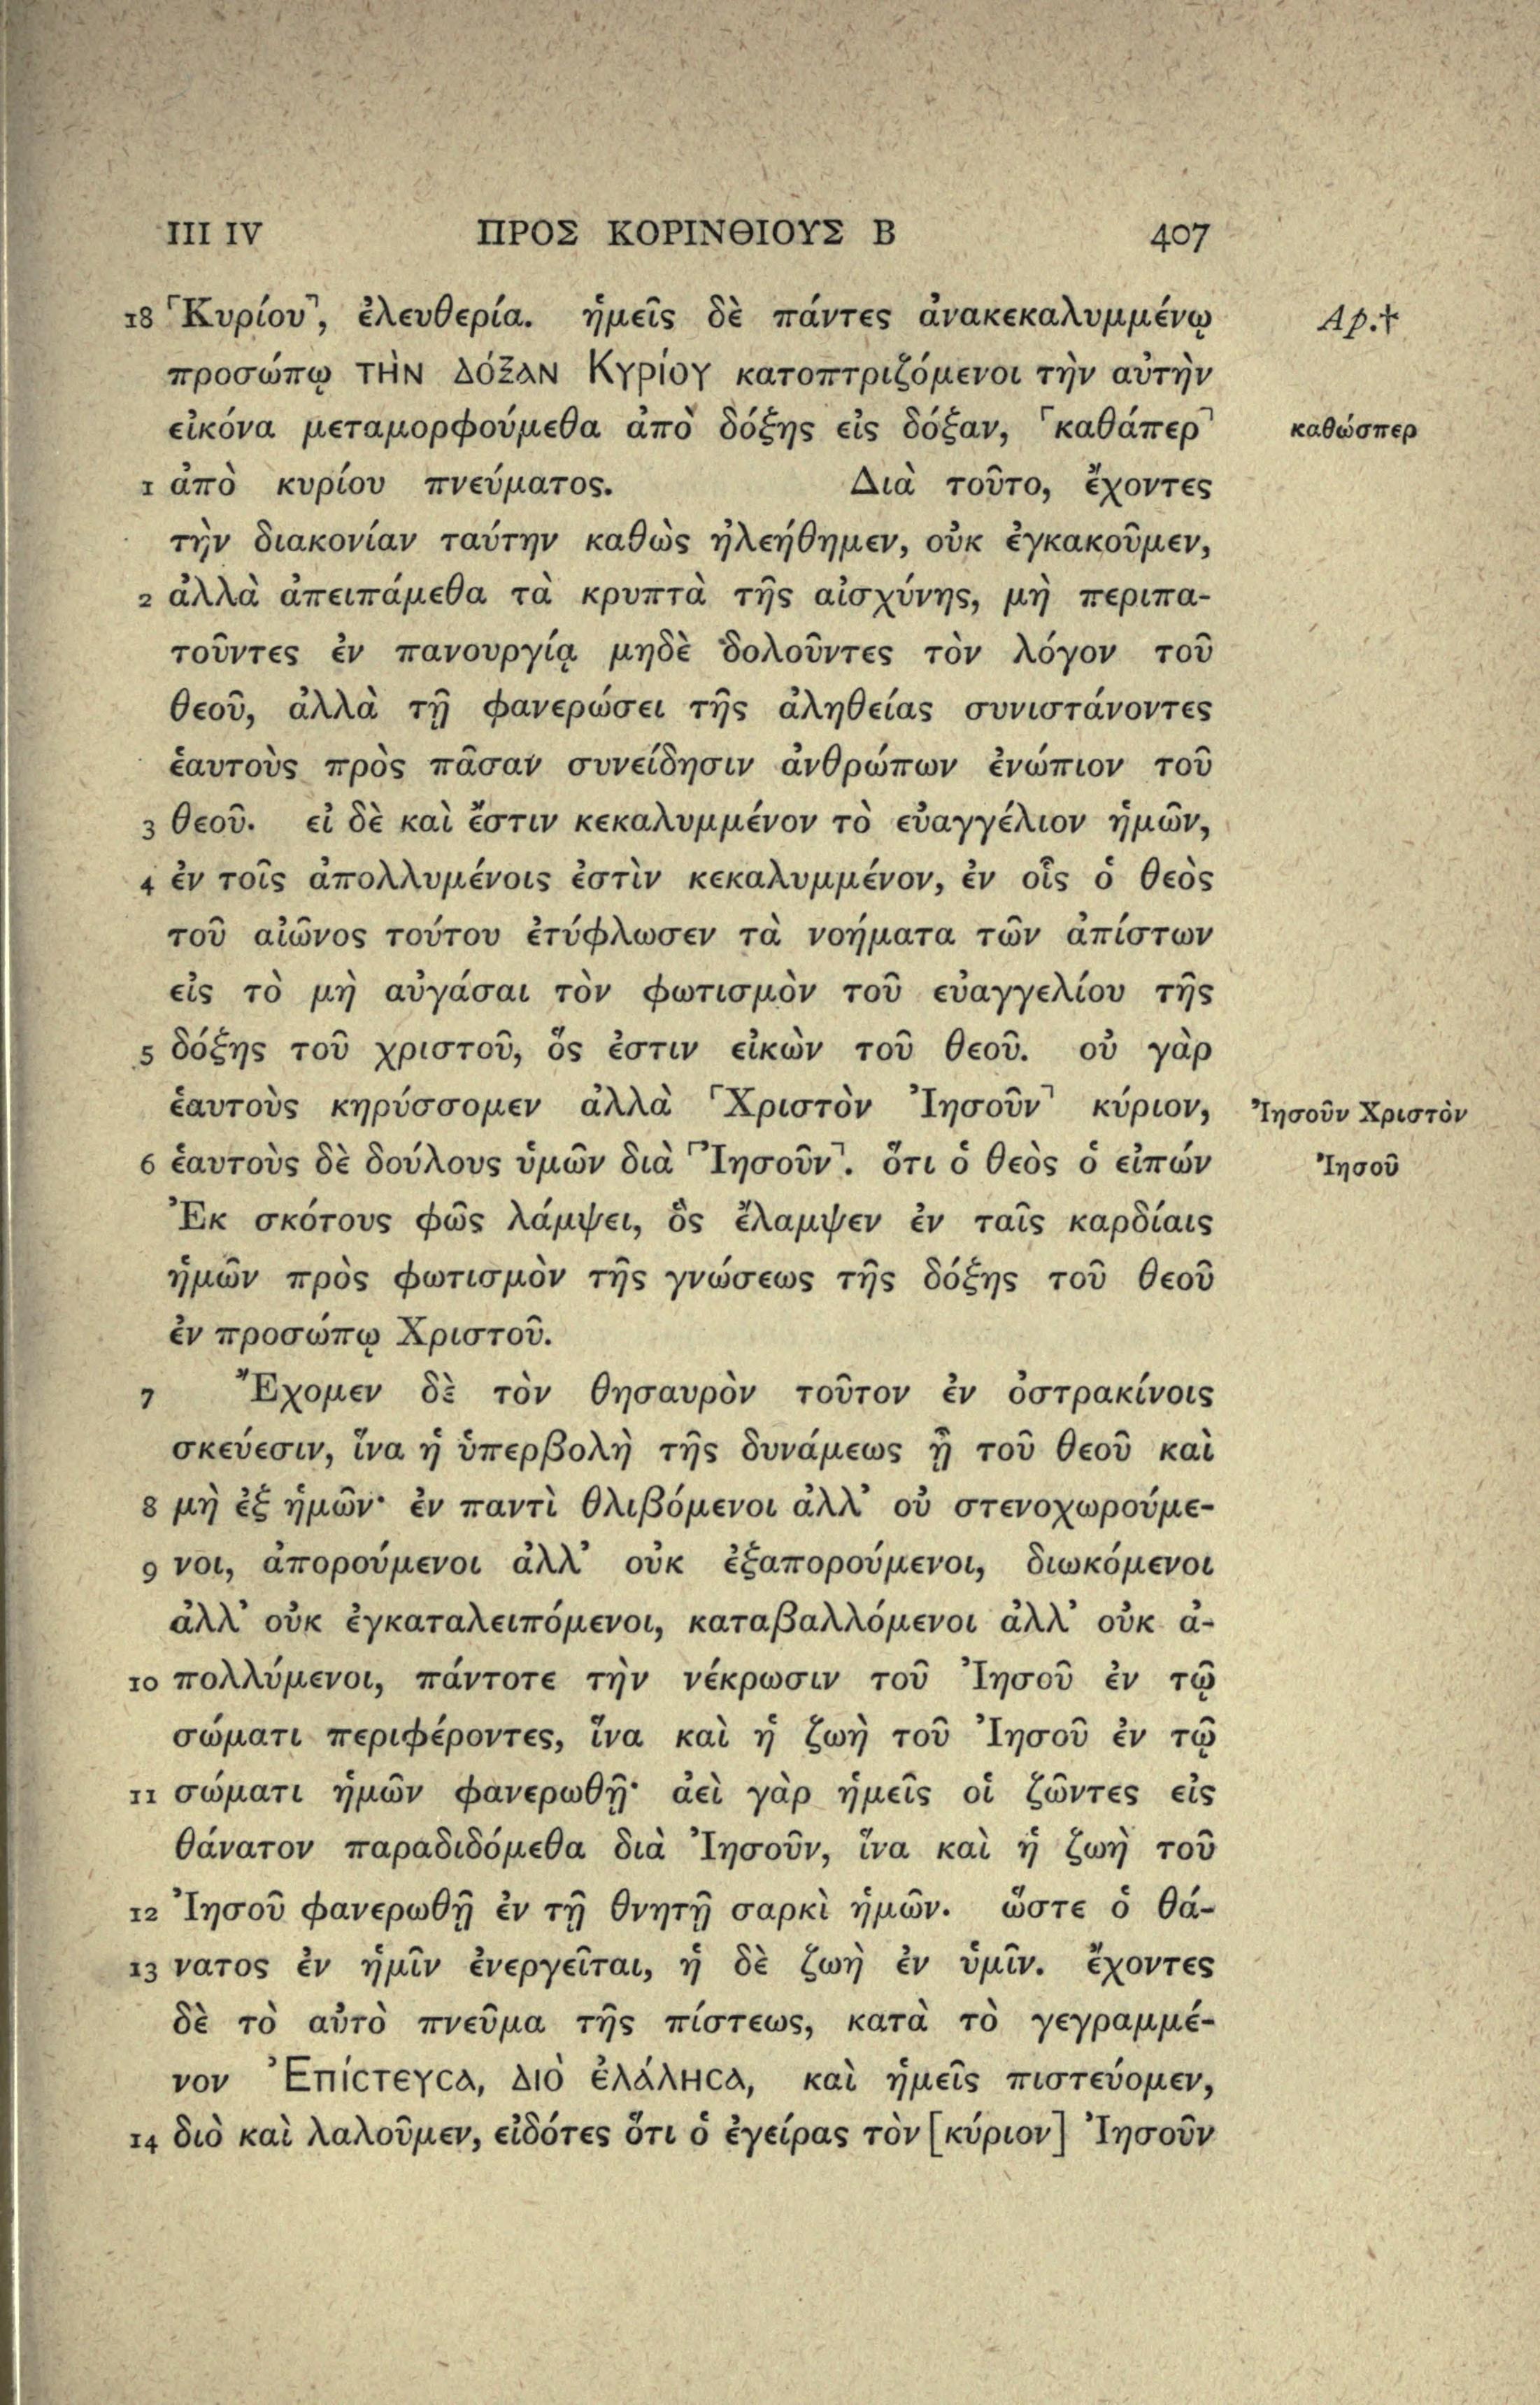 III IV ΠΡΟΣ ΚΟΡΙΝΘΙΟΥΣ Β 407
18 ⌜Κυρίου⌝, ἐλευθερία. ἡμεῖς δὲ πάντες ἀνακεκαλυμμένῳ Ap.†
προσώπῳ ΤῊΝ ΔΌΞΑΝ ΚΥΡΊΟΥ κατοπτριζόμενοι τὴν αὐτὴν
εἰκόνα μεταμορφούμεθα ἀπὸ δόξης εἰς δόξαν, ⌜καθάπερ⌝ καθώσπερ
1 ἀπὸ κυρίου πνεύματος. Διὰ τοῦτο, ἔχοντες
τὴν διακονίαν ταύτην καθὼς ἠλεήθημεν, οὐκ ἐγκακοῦμεν,
2 ἀλλὰ ἀπειπάμεθα τὰ κρυπτὰ τῆς αἰσχύνης, μὴ περιπα-
τοῦντες ἐν πανουργίᾳ μηδὲ δολοῦντες τὸν λόγον τοῦ
θεοῦ, ἀλλὰ τῇ φανερώσει τῆς ἀληθείας συνιστάνοντες
ἑαυτοὺς πρὸς πᾶσαν συνείδησιν ἀνθρώπων ἐνώπιον τοῦ
3 θεοῦ. εἰ δὲ καὶ ἔστιν κεκαλυμμένον τὸ εὐαγγέλιον ἡμῶν,
4 ἐν τοῖς ἀπολλυμένοις ἐστὶν κεκαλυμμένον, ἐν οἷς ὁ θεὸς
τοῦ αἰῶνος τούτου ἐτύφλωσεν τὰ νοήματα τῶν ἀπίστων
εἰς τὸ μὴ αὐγάσαι τὸν φωτισμὸν τοῦ εὐαγγελίου τῆς
5 δόξης τοῦ χριστοῦ, ὅς ἐστιν εἰκὼν τοῦ θεοῦ. οὐ γὰρ
ἑαυτοὺς κηρύσσομεν ἀλλὰ ⌜Χριστὸν Ἰησοῦν⌝ κύριον, Ἰησοῦν Χριστὸν
6 ἑαυτοὺς δὲ δούλους ὑμῶν διὰ ⌜Ἰησοῦν⌝. ὅτι ὁ θεὸς ὁ εἰπών Ἰησοῦ
Ἐκ σκότους φῶς λάμψει, ὃς ἔλαμψεν ἐν ταῖς καρδίαις
ἡμῶν πρὸς φωτισμὸν τῆς γνώσεως τῆς δόξης τοῦ θεοῦ
ἐν προσώπῳ Χριστοῦ.
7 Ἔχομεν δὲ τὸν θησαυρὸν τοῦτον ἐν ὀστρακίνοις
σκεύεσιν, ἵνα ἡ ὑπερβολὴ τῆς δυνάμεως ᾖ τοῦ θεοῦ καὶ
8 μὴ ἐξ ἡμῶν· ἐν παντὶ θλιβόμενοι ἀλλ’ οὐ στενοχωρούμε-
9 νοι, ἀπορούμενοι ἀλλ’ οὐκ ἐξαπορούμενοι, διωκόμενοι
ἀλλ’ οὐκ ἐγκαταλειπόμενοι, καταβαλλόμενοι ἀλλ’ οὐκ ἀ-
10 πολλύμενοι, πάντοτε τὴν νέκρωσιν τοῦ Ἰησοῦ ἐν τῷ
σώματι περιφέροντες, ἵνα καὶ ἡ ζωὴ τοῦ Ἰησοῦ ἐν τῷ
11 σώματι ἡμῶν φανερωθῇ· ἀεὶ γὰρ ἡμεῖς οἱ ζῶντες εἰς
θάνατον παραδιδόμεθα διὰ Ἰησοῦν, ἵνα καὶ ἡ ζωὴ τοῦ
12 Ἰησοῦ φανερωθῇ ἐν τῇ θνητῇ σαρκὶ ἡμῶν. ὥστε ὁ θά-
13 νατος ἐν ἡμῖν ἐνεργεῖται, ἡ δὲ ζωὴ ἐν ὑμῖν. ἔχοντες
δὲ τὸ αὐτὸ πνεῦμα τῆς πίστεως, κατὰ τὸ γεγραμμέ-
νον Ἐπίϲτευϲα, διὸ ἐλάληϲα, καὶ ἡμεῖς πιστεύομεν,
14 διὸ καὶ λαλοῦμεν, εἰδότες ὅτι ὁ ἐγείρας τὸν [κύριον] Ἰησοῦν